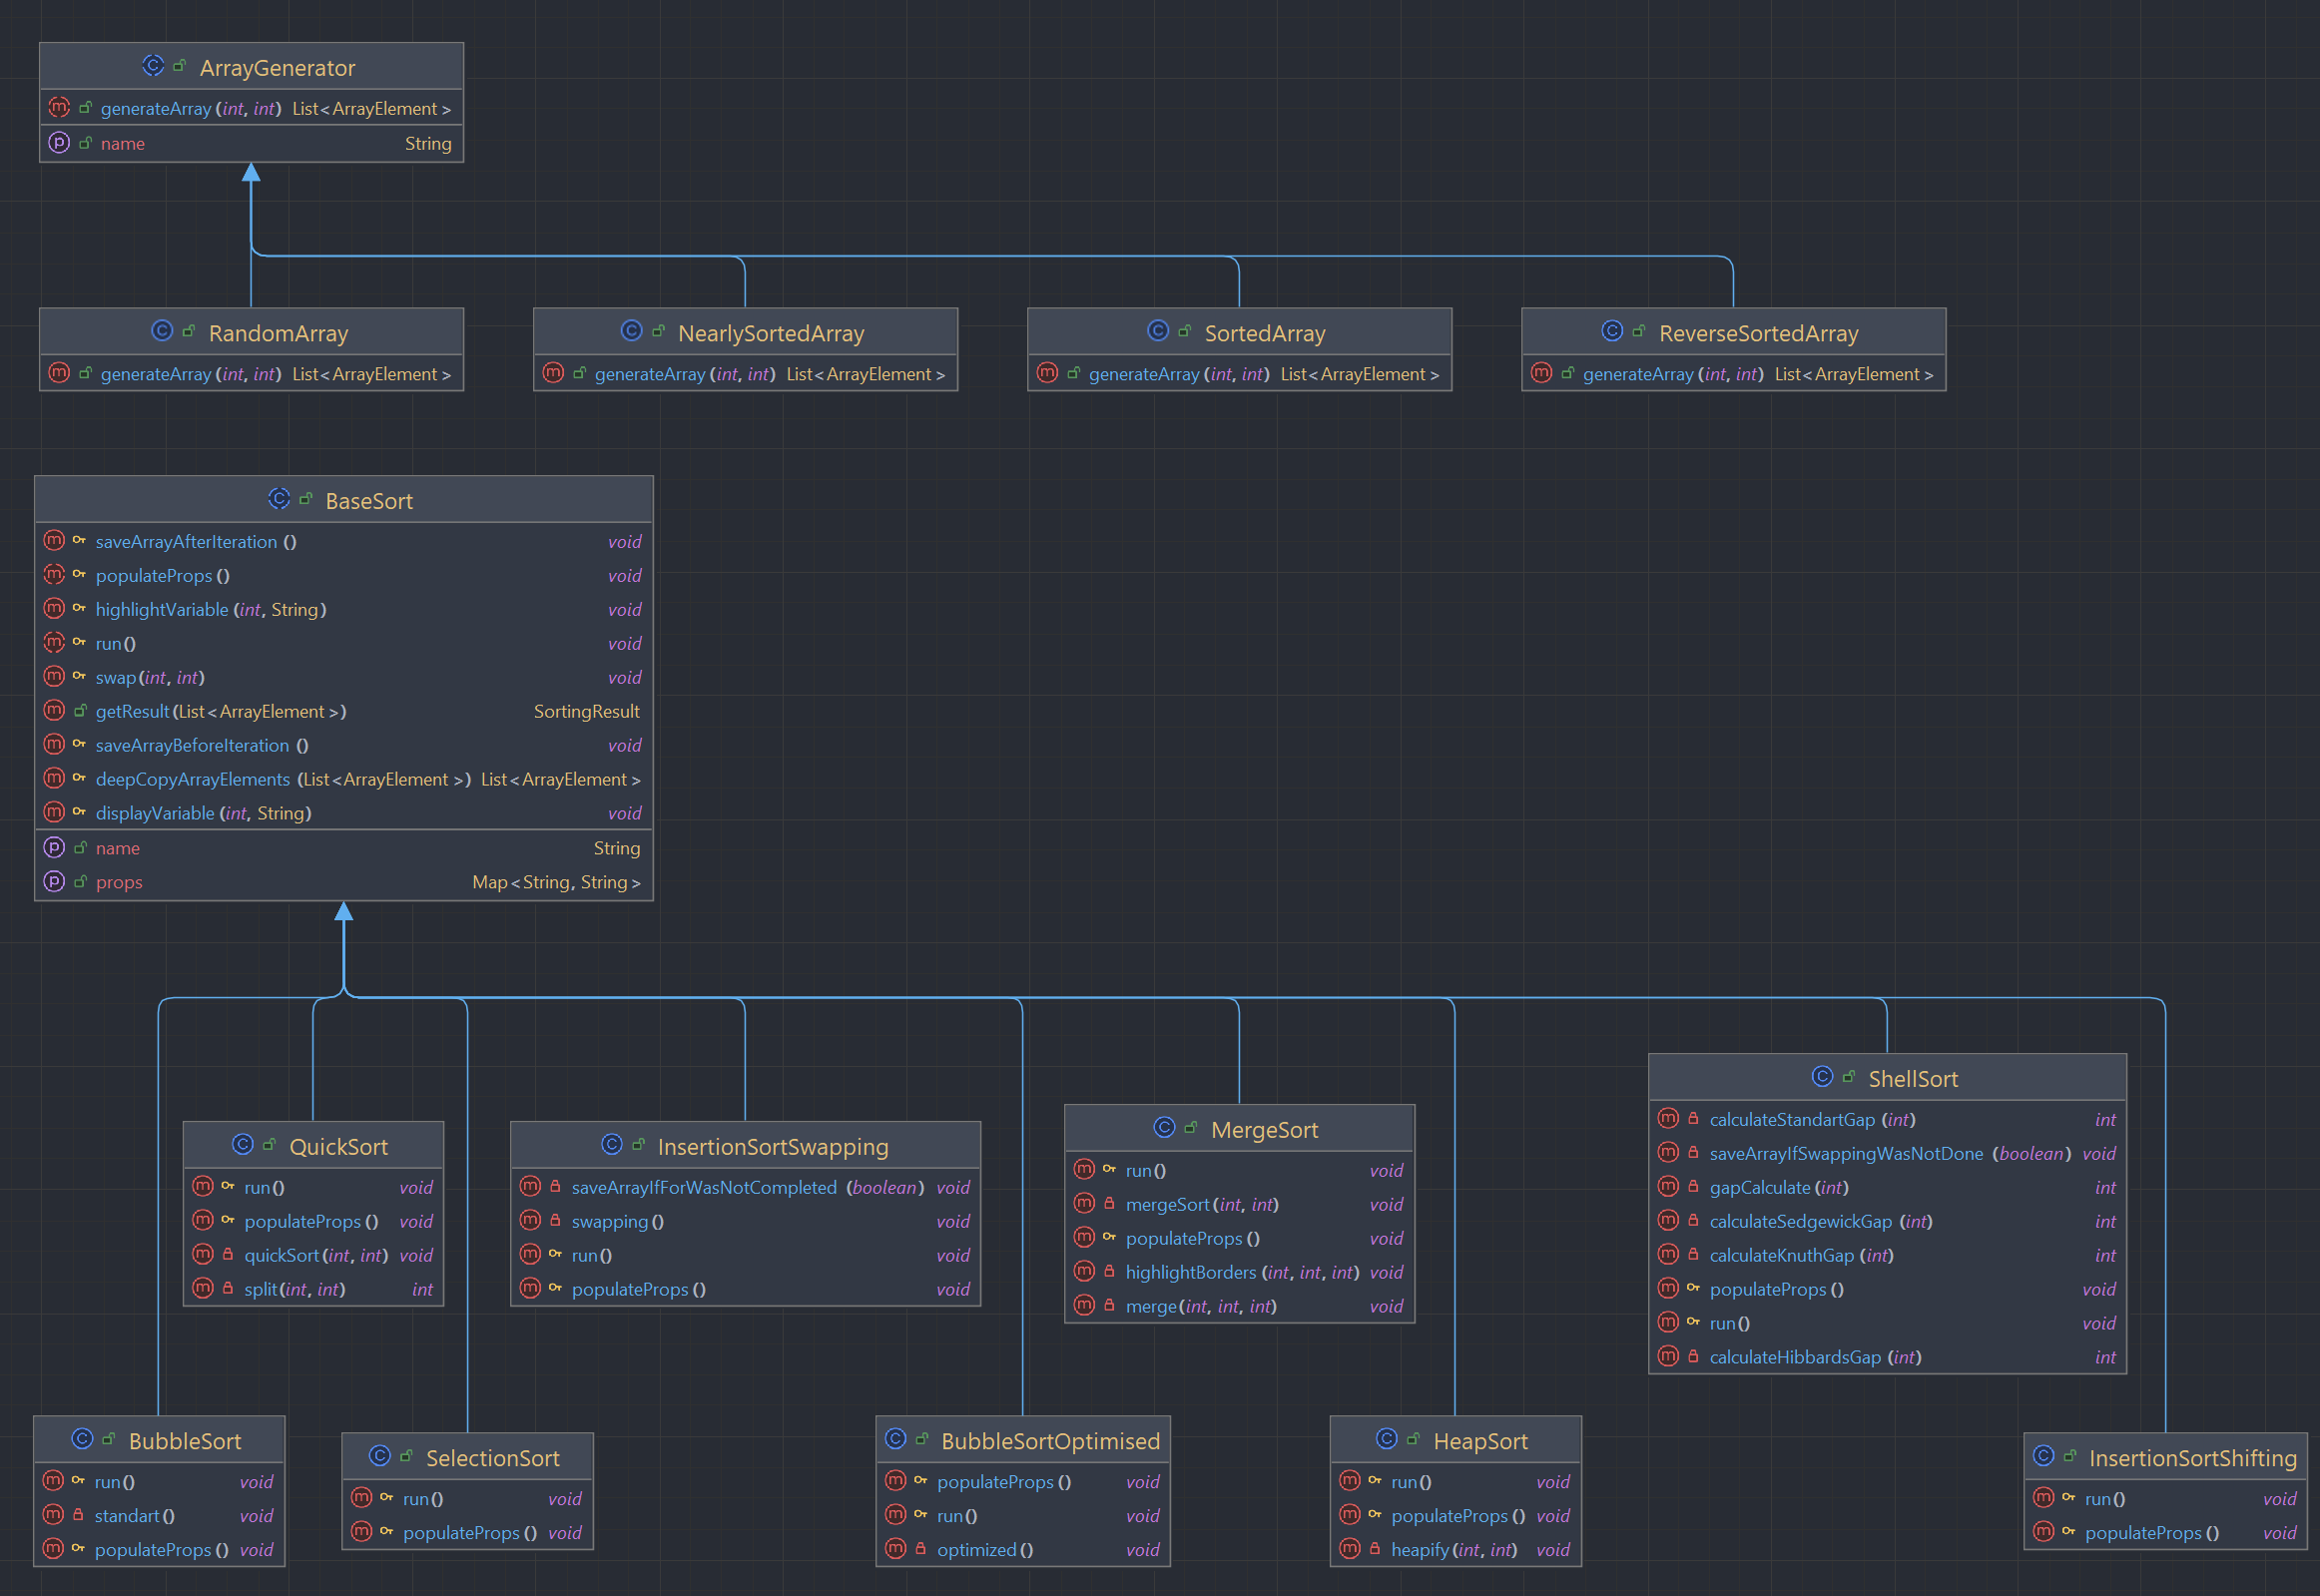 ArrayGenerator
generateArray(int, int) List<ArrayElement>
name String
RandomArray
generateArray(int, int) List<ArrayElement>
NearlySortedArray
generateArray(int, int) List<ArrayElement>
SortedArray
generateArray(int, int) List<ArrayElement>
ReverseSortedArray
generateArray(int, int) List<ArrayElement>
BaseSort
saveArrayAfterIteration() void
populateProps() void
highlightVariable(int, String) void
run() void
swap(int, int) void
getResult(List<ArrayElement>) SortingResult
saveArrayBeforeIteration() void
deepCopyArrayElements(List<ArrayElement>) List<ArrayElement>
displayVariable(int, String) void
name String
props Map<String, String>
QuickSort
run() void
populateProps() void
quickSort(int, int) void
split(int, int) int
InsertionSortSwapping
saveArrayIfForWasNotCompleted(boolean) void
swapping() void
run() void
populateProps() void
MergeSort
run() void
mergeSort(int, int) void
populateProps() void
highlightBorders(int, int, int) void
merge(int, int, int) void
ShellSort
calculateStandartGap(int) int
saveArrayIfSwappingWasNotDone(boolean) void
gapCalculate(int) int
calculateSedgewickGap(int) int
calculateKnuthGap(int) int
populateProps() void
run() void
calculateHibbardsGap(int) int
BubbleSort
run() void
standart() void
populateProps() void
SelectionSort
run() void
populateProps() void
BubbleSortOptimised
populateProps() void
run() void
optimized() void
HeapSort
run() void
populateProps() void
heapify(int, int) void
InsertionSortShifting
run() void
populateProps() void